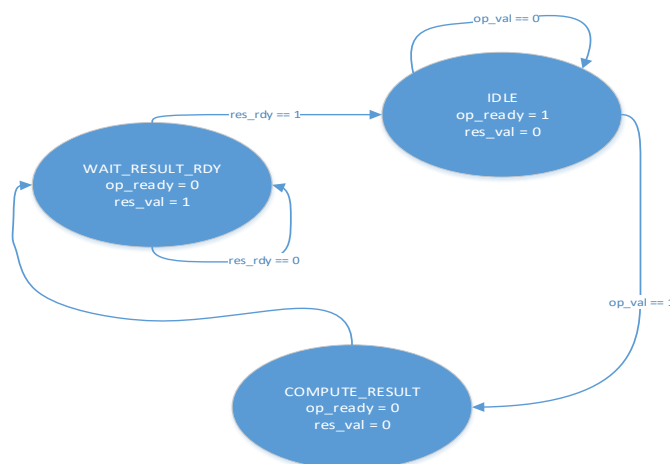 op_val == 0
IDLE
op_ready = 1
res_val = 0
res_rdy == 1
WAIT_RESULT_RDY
op_ready = 0
res_val = 1
res_rdy == 0
op_val == 1
COMPUTE_RESULT
op_ready = 0
res_val = 0